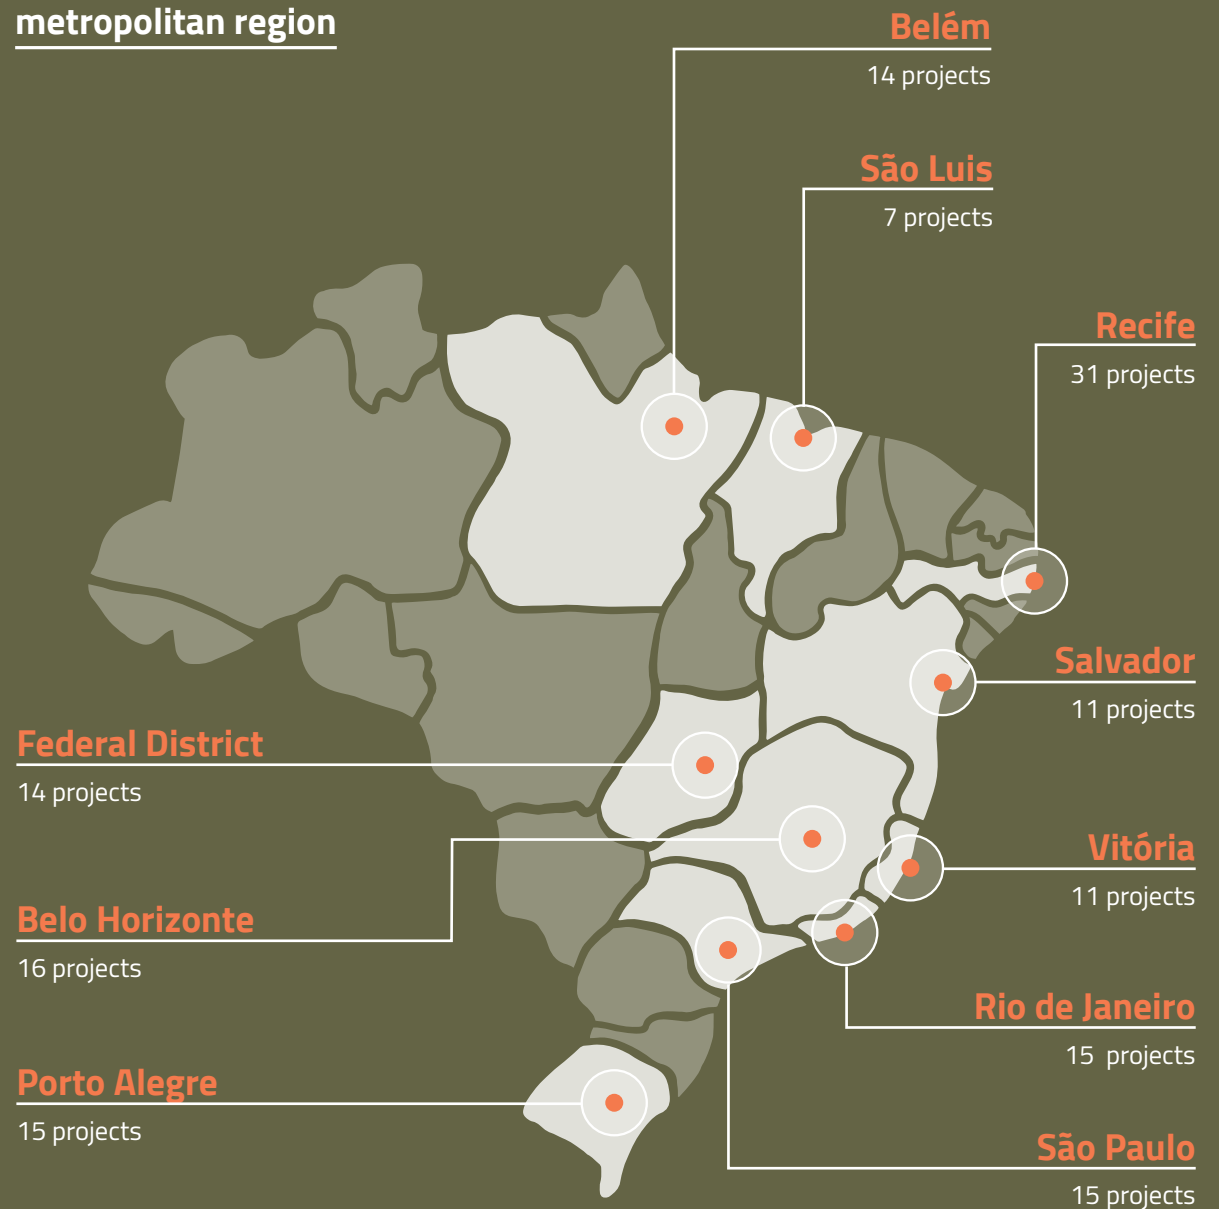 metropolitan region
Belém
14 projects
São Luis
7 projects
Recife
31 projects
Salvador
11 projects
Federal District
14 projects
Vitória
11 projects
Belo Horizonte
16 projects
Rio de Janeiro
15 projects
Porto Alegre
15 projects
São Paulo
15 projects